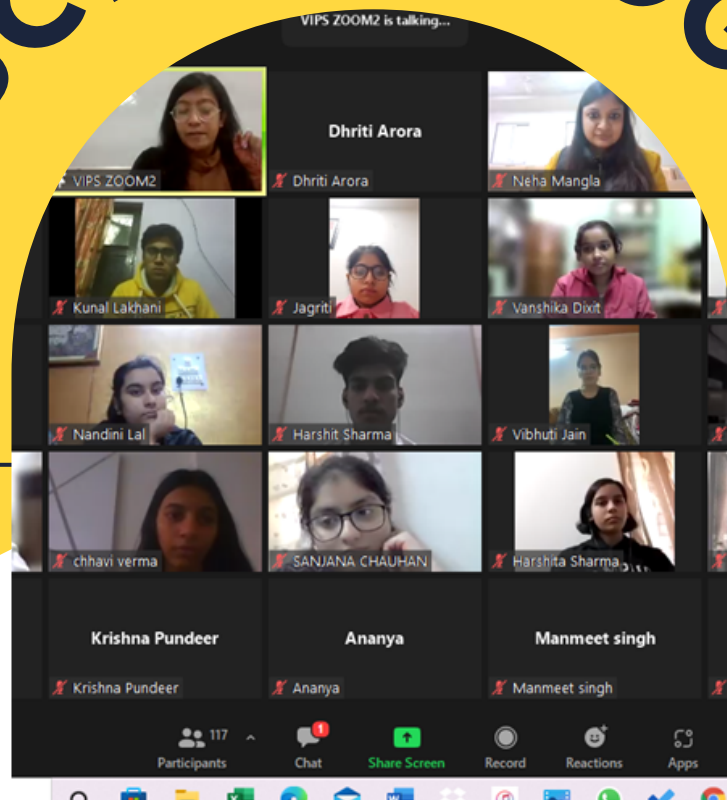 VIPS ZOOM2 is talking...
VIPS ZOOM2
Dhriti Arora
Dhriti Arora
Neha Mangla
Kunal Lakhani
Jagriti
Vanshika Dixit
Nandini Lal
Harshit Sharma
Vibhuti Jain
chhavi verma
SANJANA CHAUHAN
Harshita Sharma
Krishna Pundeer
Ananya
Manmeet singh
Krishna Pundeer
Ananya
Manmeet singh
117
1
Participants
Chat
Share Screen
Record
Reactions
Apps